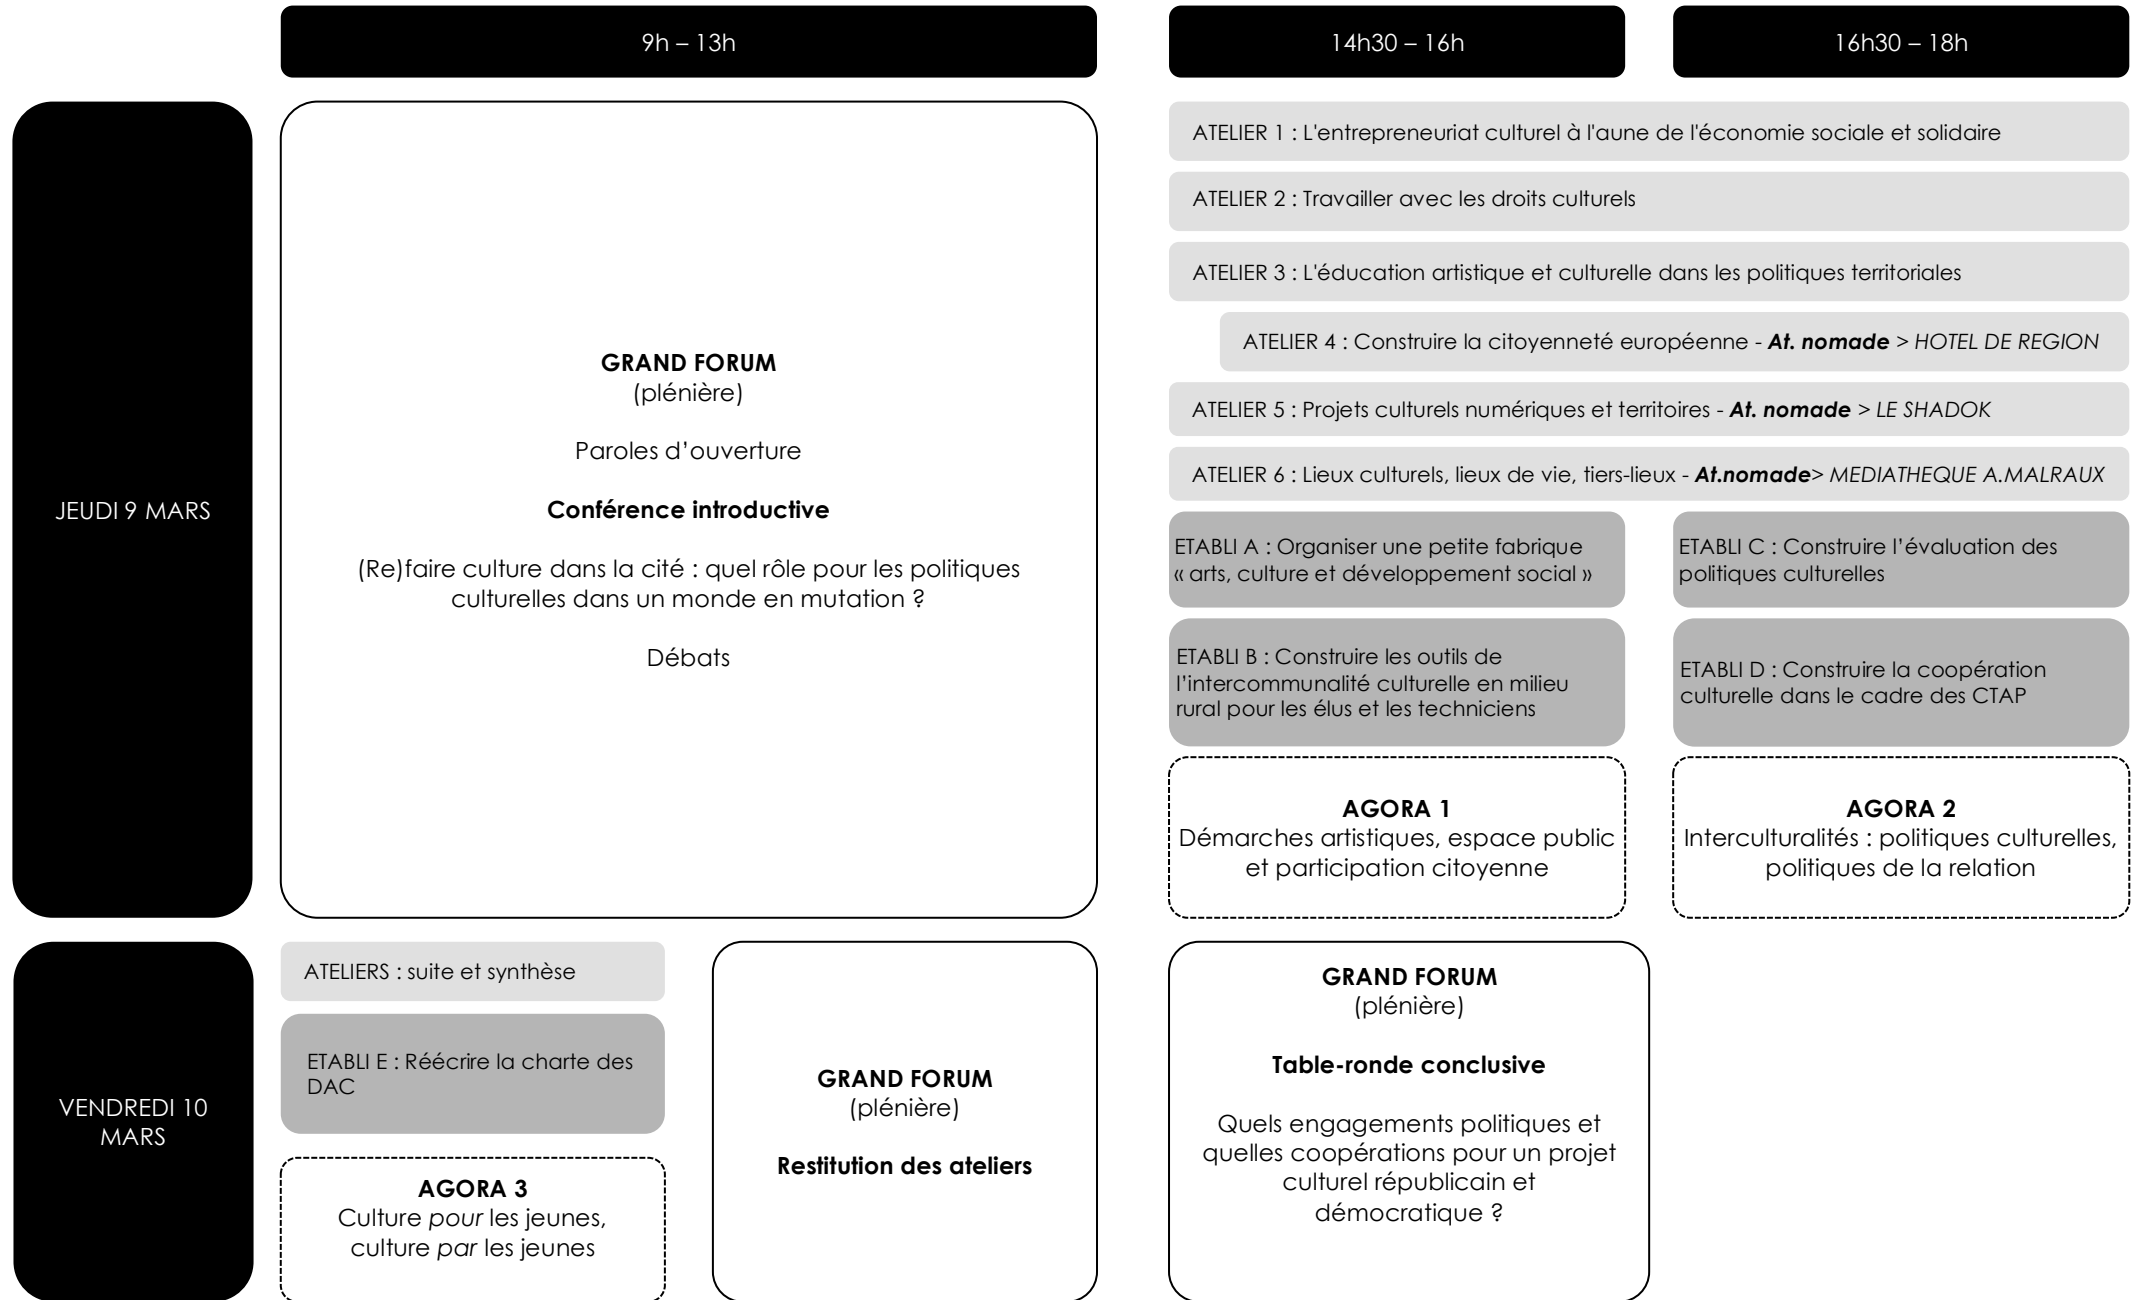 9h – 13h
14h30 – 16h
16h30 – 18h
JEUDI 9 MARS
GRAND FORUM
(plénière)
Paroles d’ouverture
Conférence introductive
(Re)faire culture dans la cité : quel rôle pour les politiques
culturelles dans un monde en mutation ?
Débats
ATELIER 1 : L'entrepreneuriat culturel à l'aune de l'économie sociale et solidaire
ATELIER 2 : Travailler avec les droits culturels
ATELIER 3 : L'éducation artistique et culturelle dans les politiques territoriales
ATELIER 4 : Construire la citoyenneté européenne - At. nomade > HOTEL DE REGION
ATELIER 5 : Projets culturels numériques et territoires - At. nomade > LE SHADOK
ATELIER 6 : Lieux culturels, lieux de vie, tiers-lieux - At.nomade> MEDIATHEQUE A.MALRAUX
ETABLI A : Organiser une petite fabrique
« arts, culture et développement social »
ETABLI C : Construire l’évaluation des
politiques culturelles
ETABLI B : Construire les outils de
l’intercommunalité culturelle en milieu
rural pour les élus et les techniciens
ETABLI D : Construire la coopération
culturelle dans le cadre des CTAP
AGORA 1
Démarches artistiques, espace public
et participation citoyenne
AGORA 2
Interculturalités : politiques culturelles,
politiques de la relation
VENDREDI 10
MARS
ATELIERS : suite et synthèse
ETABLI E : Réécrire la charte des
DAC
AGORA 3
Culture pour les jeunes,
culture par les jeunes
GRAND FORUM
(plénière)
Restitution des ateliers
GRAND FORUM
(plénière)
Table-ronde conclusive
Quels engagements politiques et
quelles coopérations pour un projet
culturel républicain et
démocratique ?